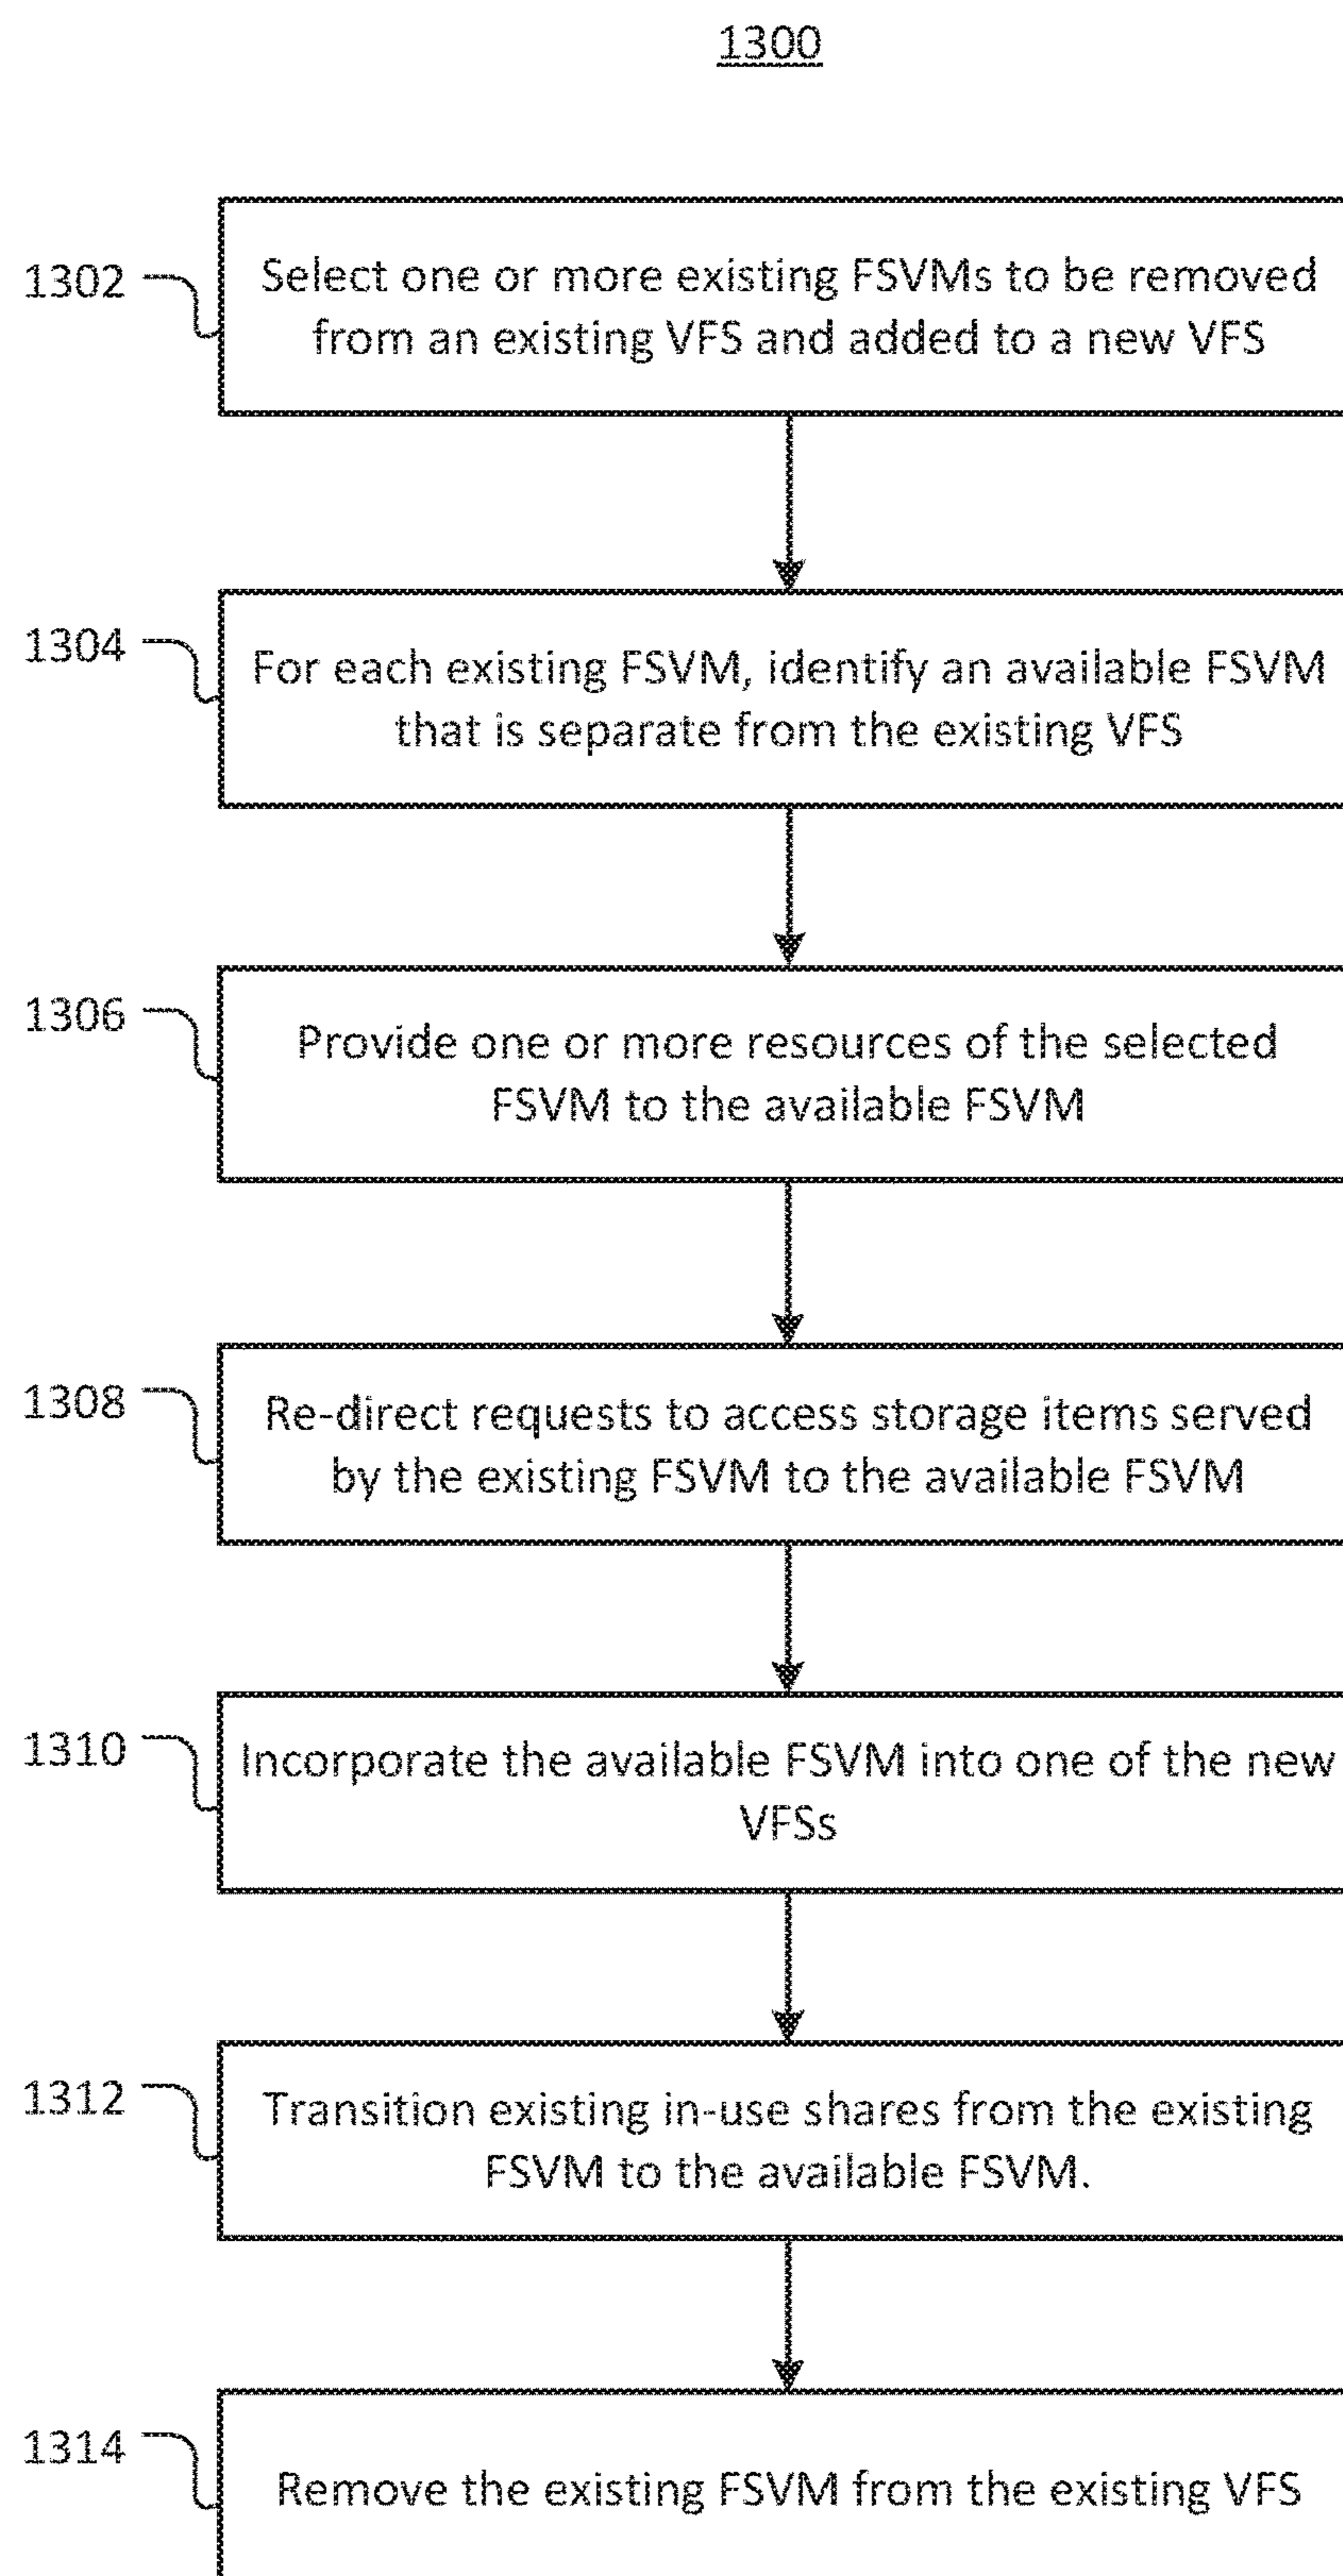 1300
1302
Select one or more existing FSVMs to be removed
from an existing VFS and added to a new VFS
1304
For each existing FSVM, identify an available FSVM
that is separate from the existing VFS
1306
Provide one or more resources of the selected
FSVM to the available FSVM
1308
Re-direct requests to access storage items served
by the existing FSVM to the available FSVM
1310
Incorporate the available FSVM into one of the new
VFSs
1312
Transition existing in-use shares from the existing
FSVM to the available FSVM.
1314
Remove the existing FSVM from the existing VFS